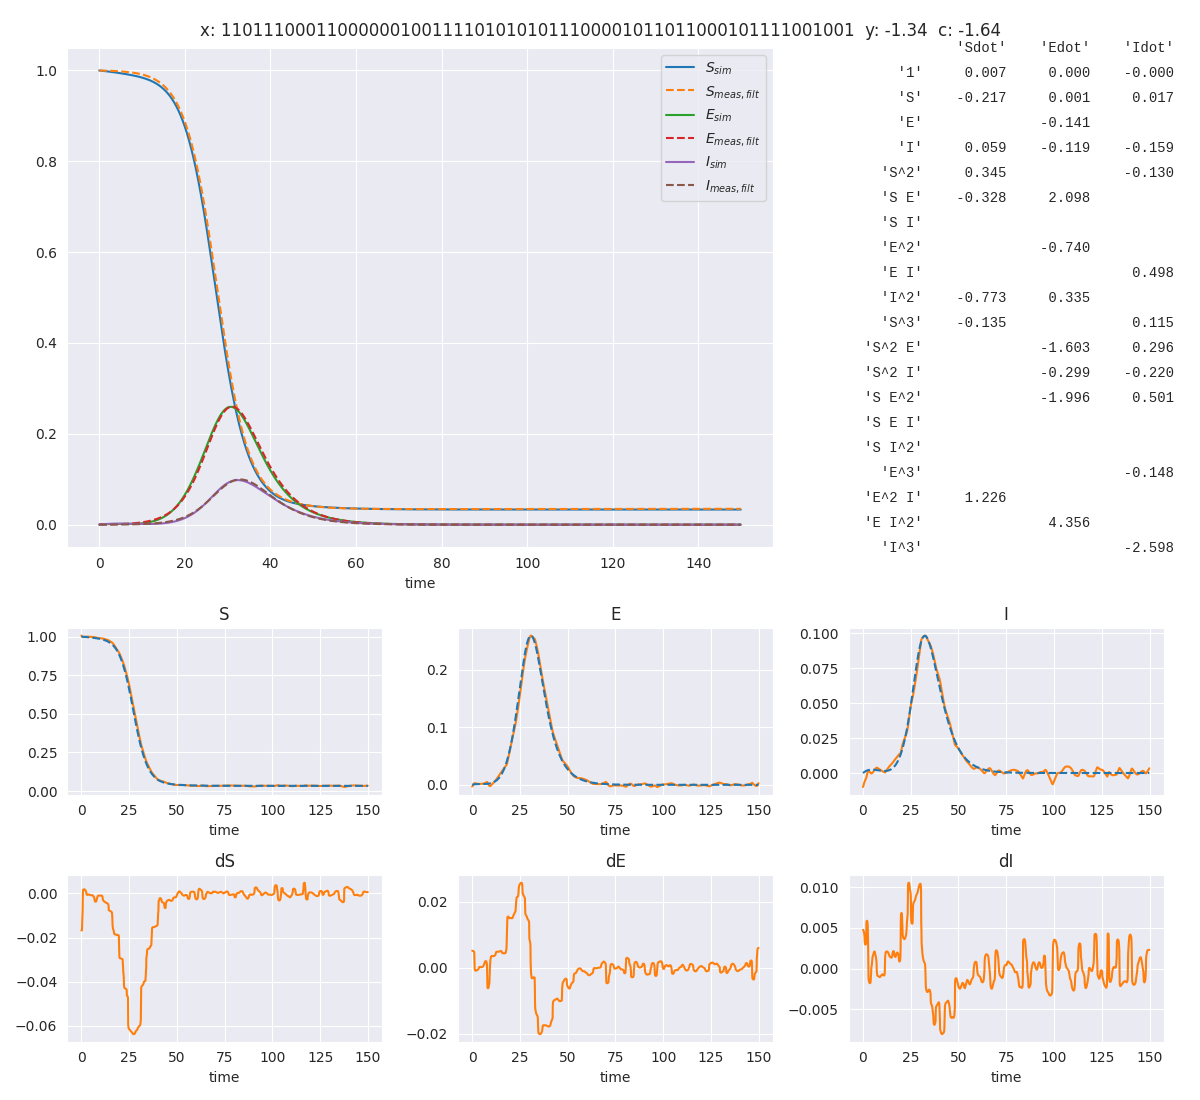 x: 110111000110000001001111010101011100001011011000101111001001 y: -1.34 c: -1.64
'Sdot' 'Edot' 'Idot'
'1' 0.007 0.000 -0.000
'S' -0.217 0.001 0.017
'E' -0.141
'I' 0.059 -0.119 -0.159
'S^2' 0.345 -0.130
'S E' -0.328 2.098
'S I'
'E^2' -0.740
'E I' 0.498
'I^2' -0.773 0.335
'S^3' -0.135 0.115
'S^2 E' -1.603 0.296
'S^2 I' -0.299 -0.220
'S E^2' -1.996 0.501
'S E I'
'S I^2'
'E^3' -0.148
'E^2 I' 1.226
'E I^2' 4.356
'I^3' -2.598
S_sim
S_meas,filt
E_sim
E_meas,filt
I_sim
I_meas,filt
1.0
0.8
0.6
0.4
0.2
0.0
0 20 40 60 80 100 120 140
time
S
1.00
0.75
0.50
0.25
0.00
0 25 50 75 100 125 150
time
E
0.2
0.1
0.0
0 25 50 75 100 125 150
time
I
0.100
0.075
0.050
0.025
0.000
0 25 50 75 100 125 150
time
dS
0.00
−0.02
−0.04
−0.06
0 25 50 75 100 125 150
time
dE
0.02
0.00
−0.02
0 25 50 75 100 125 150
time
dI
0.010
0.005
0.000
−0.005
0 25 50 75 100 125 150
time